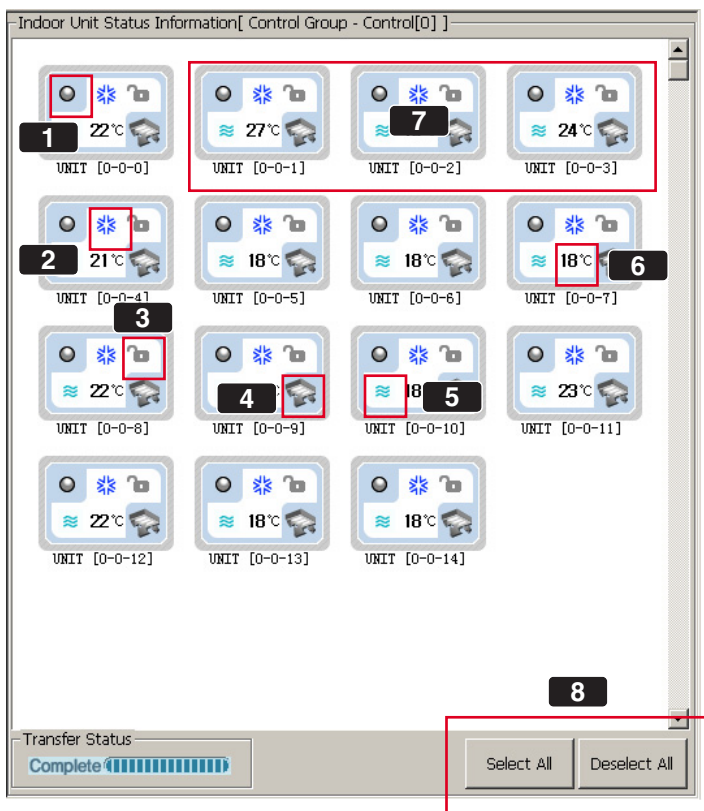 Indoor Unit Status Information[ Control Group - Control[0] ]
1
22℃
27℃
7
24℃
UNIT [0-0-0]
UNIT [0-0-1]
UNIT [0-0-2]
UNIT [0-0-3]
2
21℃
18℃
18℃
18℃
6
UNIT [0-0-4]
UNIT [0-0-5]
UNIT [0-0-6]
UNIT [0-0-7]
3
22℃
4
18
5
23℃
UNIT [0-0-8]
UNIT [0-0-9]
UNIT [0-0-10]
UNIT [0-0-11]
22℃
18℃
18℃
UNIT [0-0-12]
UNIT [0-0-13]
UNIT [0-0-14]
8
Transfer Status
Complete
Select All
Deselect All